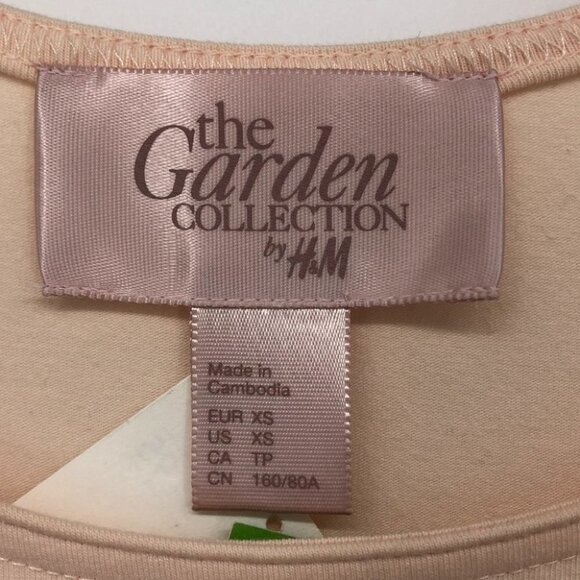 the
Garden
COLLECTION
by H&M
Made in
Cambodia
EUR XS
US XS
CA TP
CN 160/80A